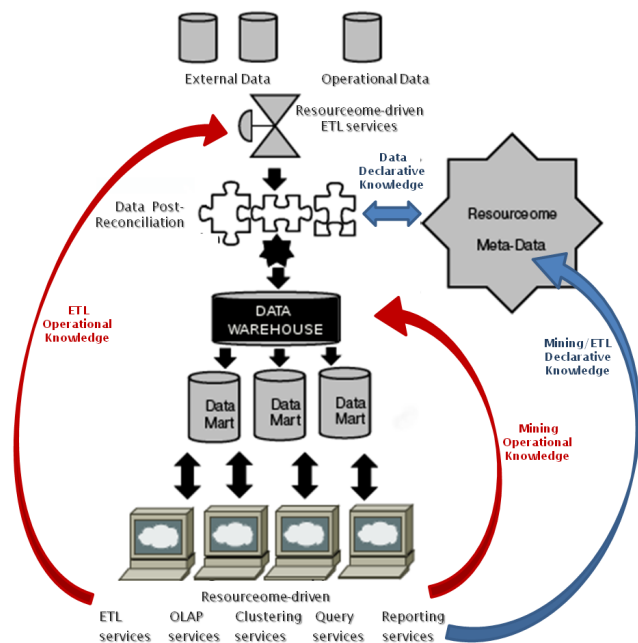 External Data
Operational Data
Resourceome-driven
ETL services
Data
Declarative
Knowledge
Data Post-
Reconciliation
Resourceome
Meta-Data
ETL
Operational
Knowledge
DATA
WAREHOUSE
Mining/ETL
Declarative
Knowledge
Data
Mart
Data
Mart
Data
Mart
Mining
Operational
Knowledge
Resourceome-driven
ETL
services
OLAP
services
Clustering
services
Query
services
Reporting
services